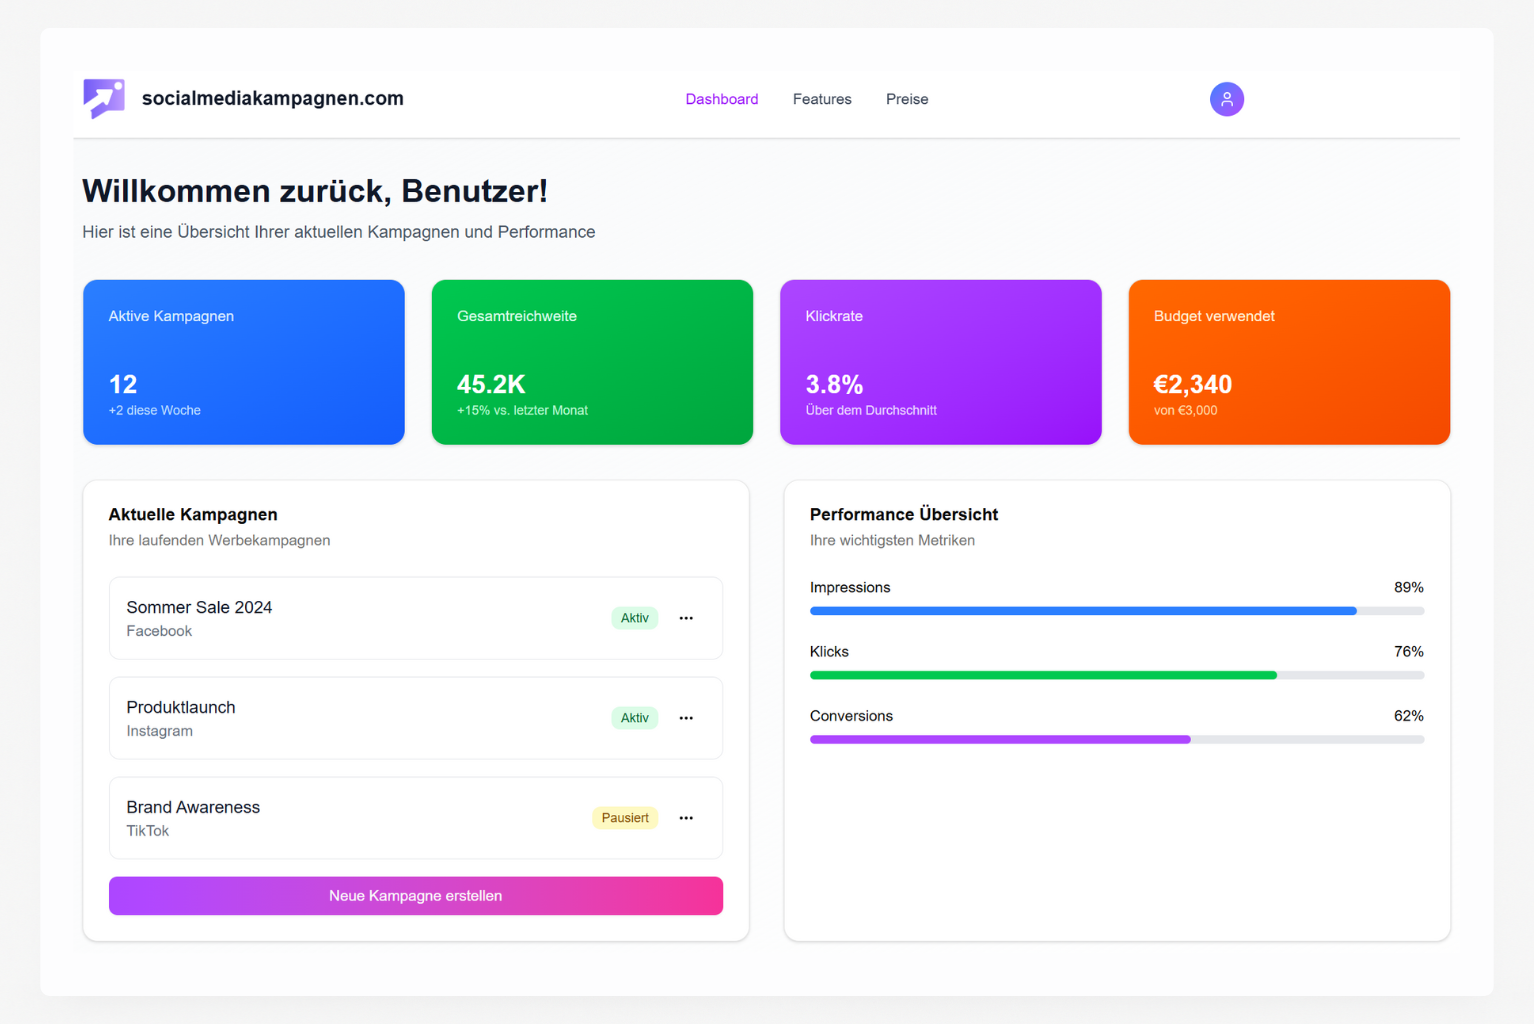 socialmediakampagnen.com
Dashboard
Features
Preise
Willkommen zurück, Benutzer!
Hier ist eine Übersicht Ihrer aktuellen Kampagnen und Performance
Aktive Kampagnen
12
+2 diese Woche
Gesamtreichweite
45.2K
+15% vs. letzter Monat
Klickrate
3.8%
Über dem Durchschnitt
Budget verwendet
€2,340
von €3,000
Aktuelle Kampagnen
Ihre laufenden Werbekampagnen
Sommer Sale 2024
Facebook
Aktiv
Produktlaunch
Instagram
Aktiv
Brand Awareness
TikTok
Pausiert
Neue Kampagne erstellen
Performance Übersicht
Ihre wichtigsten Metriken
Impressions 89%
Klicks 76%
Conversions 62%